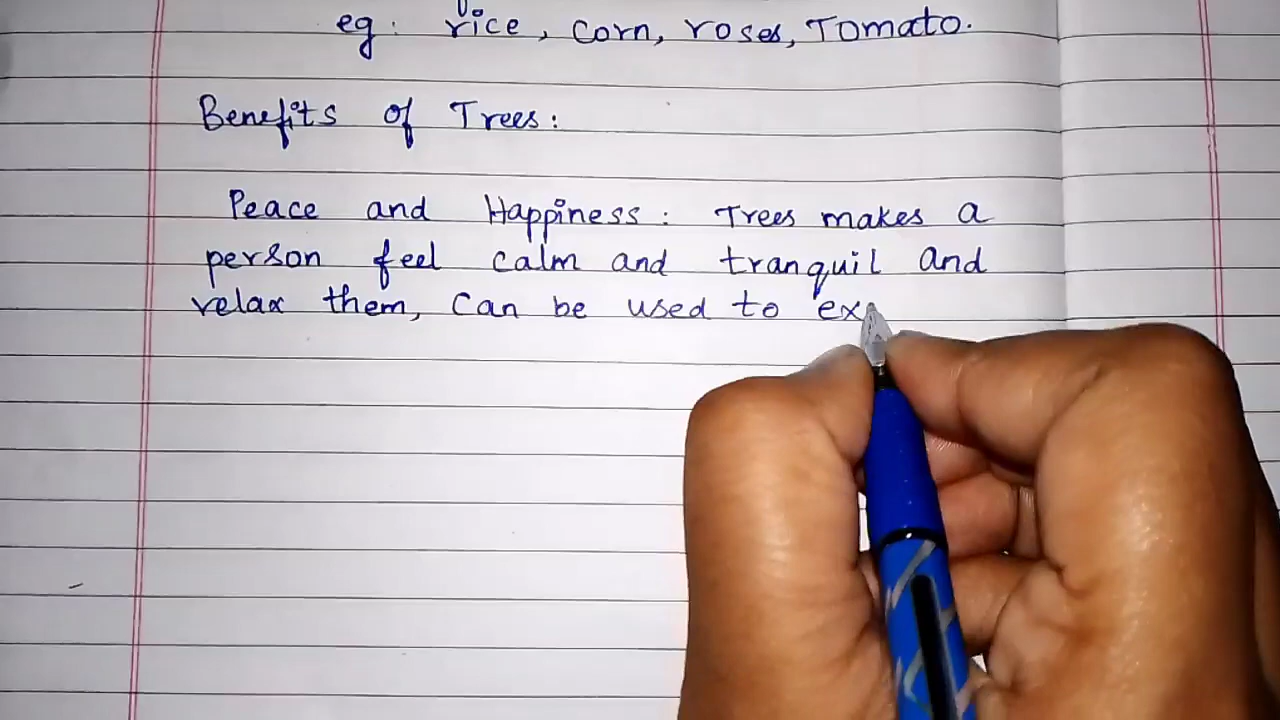 eg: rice, corn, roses, Tomato.
Benefits of Trees:
Peace and Happiness: Trees makes a
person feel calm and tranquil and
relax them, can be used to ex